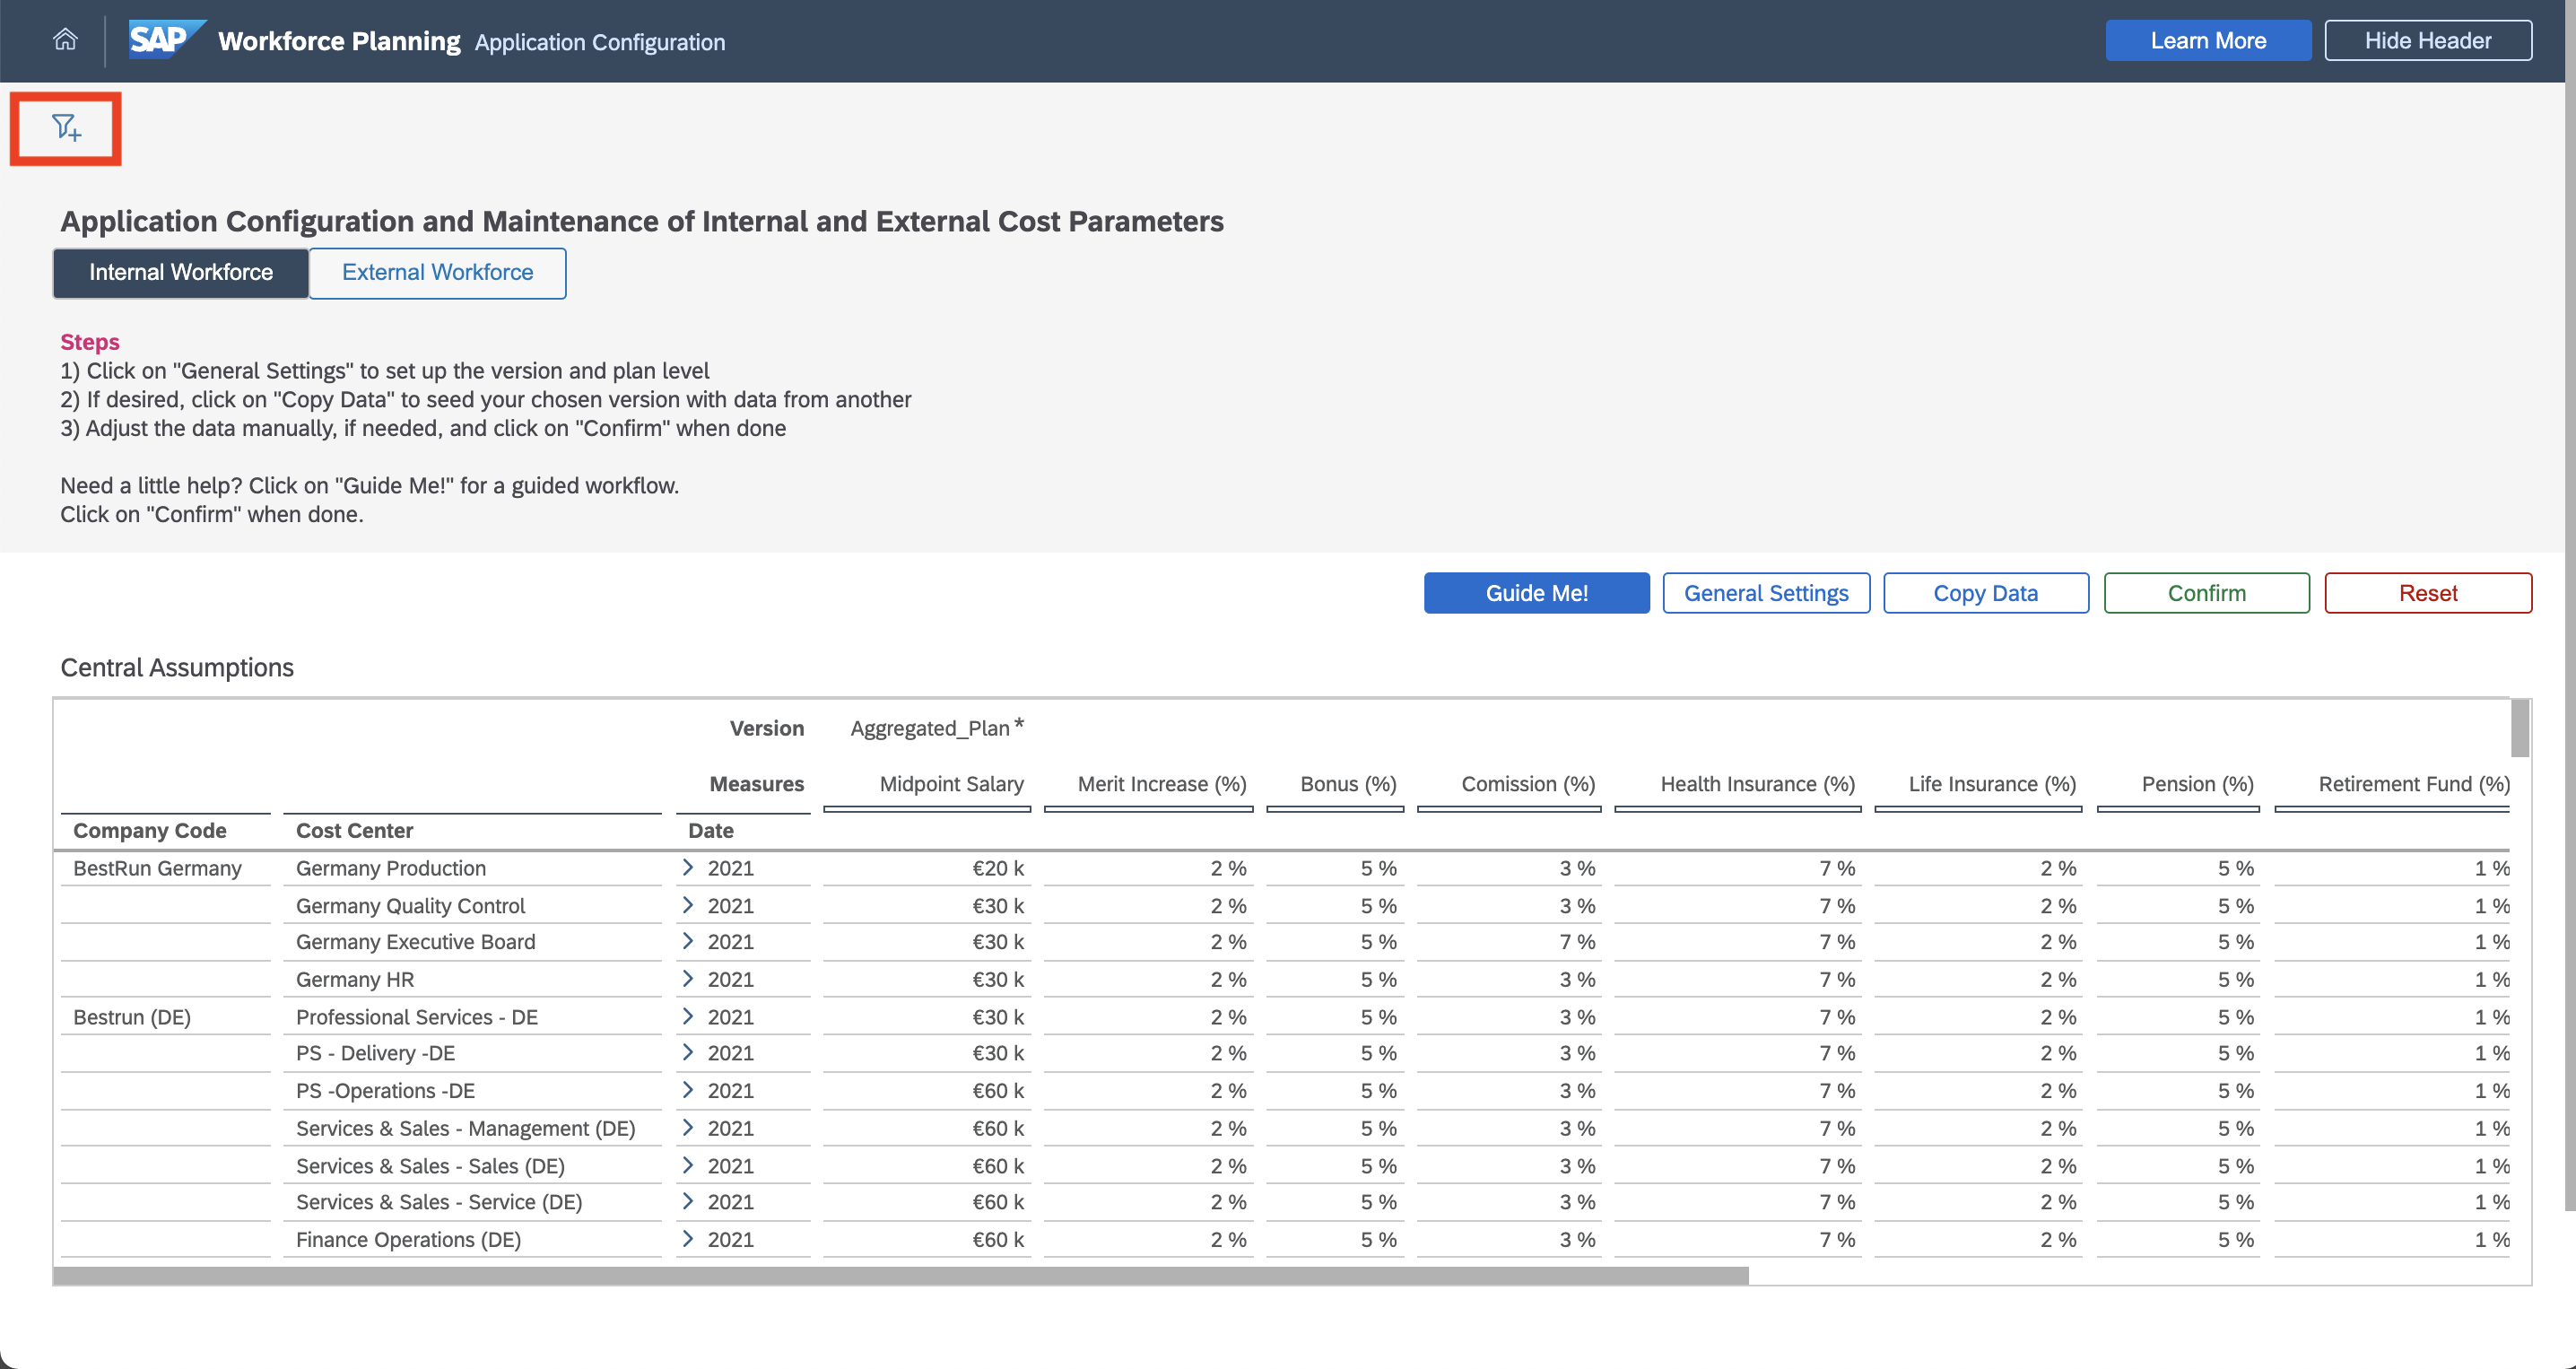 SAP Workforce Planning Application Configuration Learn More Hide Header
Application Configuration and Maintenance of Internal and External Cost Parameters
Internal Workforce External Workforce
Steps
1) Click on "General Settings" to set up the version and plan level
2) If desired, click on "Copy Data" to seed your chosen version with data from another
3) Adjust the data manually, if needed, and click on "Confirm" when done
Need a little help? Click on "Guide Me!" for a guided workflow.
Click on "Confirm" when done.
Guide Me! General Settings Copy Data Confirm Reset
Central Assumptions
Version Aggregated_Plan *
Measures Midpoint Salary Merit Increase (%) Bonus (%) Comission (%) Health Insurance (%) Life Insurance (%) Pension (%) Retirement Fund (%)
Company Code Cost Center Date
BestRun Germany Germany Production 2021 €20 k 2 % 5 % 3 % 7 % 2 % 5 % 1 %
Germany Quality Control 2021 €30 k 2 % 5 % 3 % 7 % 2 % 5 % 1 %
Germany Executive Board 2021 €30 k 2 % 5 % 7 % 7 % 2 % 5 % 1 %
Germany HR 2021 €30 k 2 % 5 % 3 % 7 % 2 % 5 % 1 %
Bestrun (DE) Professional Services - DE 2021 €30 k 2 % 5 % 3 % 7 % 2 % 5 % 1 %
PS - Delivery -DE 2021 €30 k 2 % 5 % 3 % 7 % 2 % 5 % 1 %
PS -Operations -DE 2021 €60 k 2 % 5 % 3 % 7 % 2 % 5 % 1 %
Services & Sales - Management (DE) 2021 €60 k 2 % 5 % 3 % 7 % 2 % 5 % 1 %
Services & Sales - Sales (DE) 2021 €60 k 2 % 5 % 3 % 7 % 2 % 5 % 1 %
Services & Sales - Service (DE) 2021 €60 k 2 % 5 % 3 % 7 % 2 % 5 % 1 %
Finance Operations (DE) 2021 €60 k 2 % 5 % 3 % 7 % 2 % 5 % 1 %